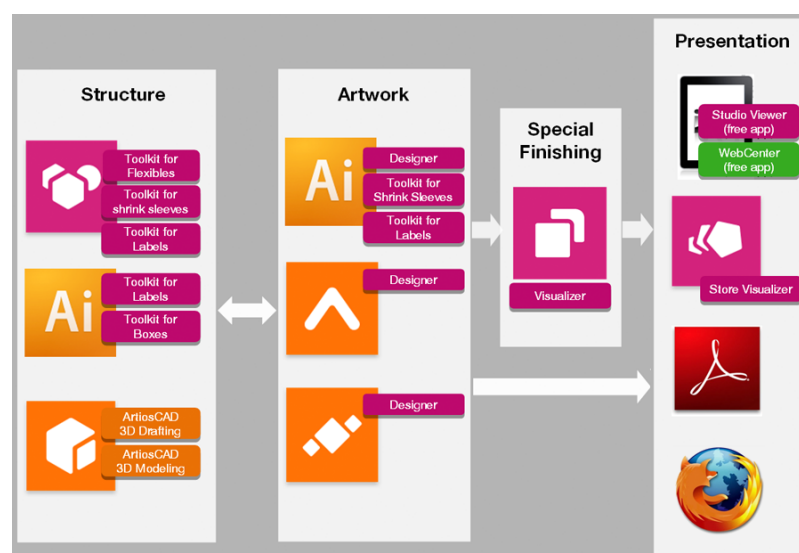 Structure
Toolkit for
Flexibles
Toolkit for
shrink sleeves
Toolkit for
Labels
Ai
Toolkit for
Labels
Toolkit for
Boxes
ArtiosCAD
3D Drafting
ArtiosCAD
3D Modeling
Artwork
Ai
Designer
Toolkit for
Shrink Sleeves
Toolkit for
Labels
Designer
Designer
Special
Finishing
Visualizer
Presentation
Studio Viewer
(free app)
WebCenter
(free app)
Store Visualizer